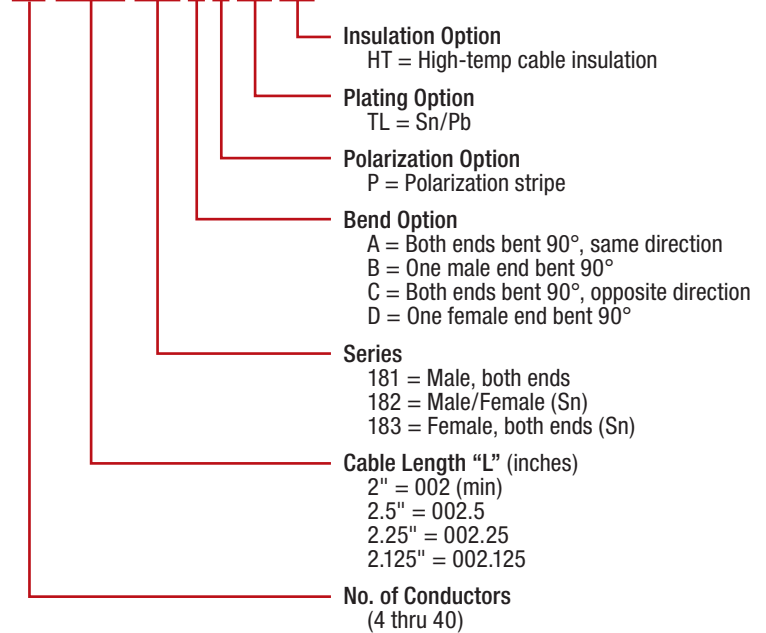 Insulation Option
HT = High-temp cable insulation
Plating Option
TL = Sn/Pb
Polarization Option
P = Polarization stripe
Bend Option
A = Both ends bent 90°, same direction
B = One male end bent 90°
C = Both ends bent 90°, opposite direction
D = One female end bent 90°
Series
181 = Male, both ends
182 = Male/Female (Sn)
183 = Female, both ends (Sn)
Cable Length “L” (inches)
2" = 002 (min)
2.5" = 002.5
2.25" = 002.25
2.125" = 002.125
No. of Conductors
(4 thru 40)